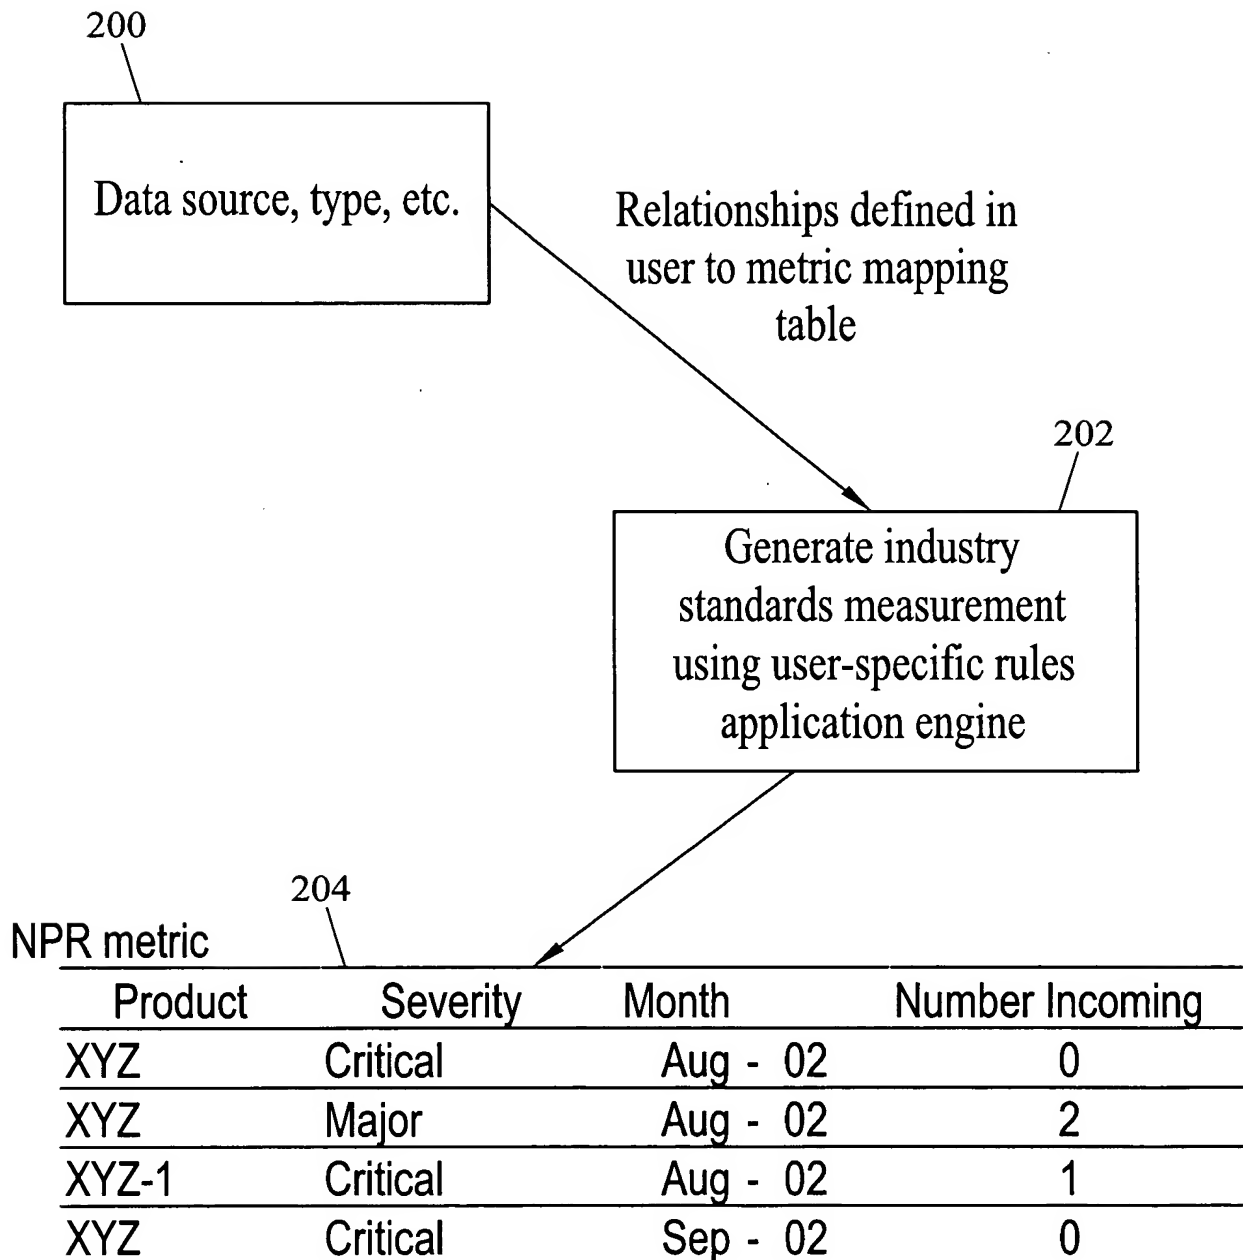 200
Data source, type, etc.
Relationships defined in
user to metric mapping
table
202
Generate industry
standards measurement
using user-specific rules
application engine
204
NPR metric
Product Severity Month Number Incoming
XYZ Critical Aug - 02 0
XYZ Major Aug - 02 2
XYZ-1 Critical Aug - 02 1
XYZ Critical Sep - 02 0